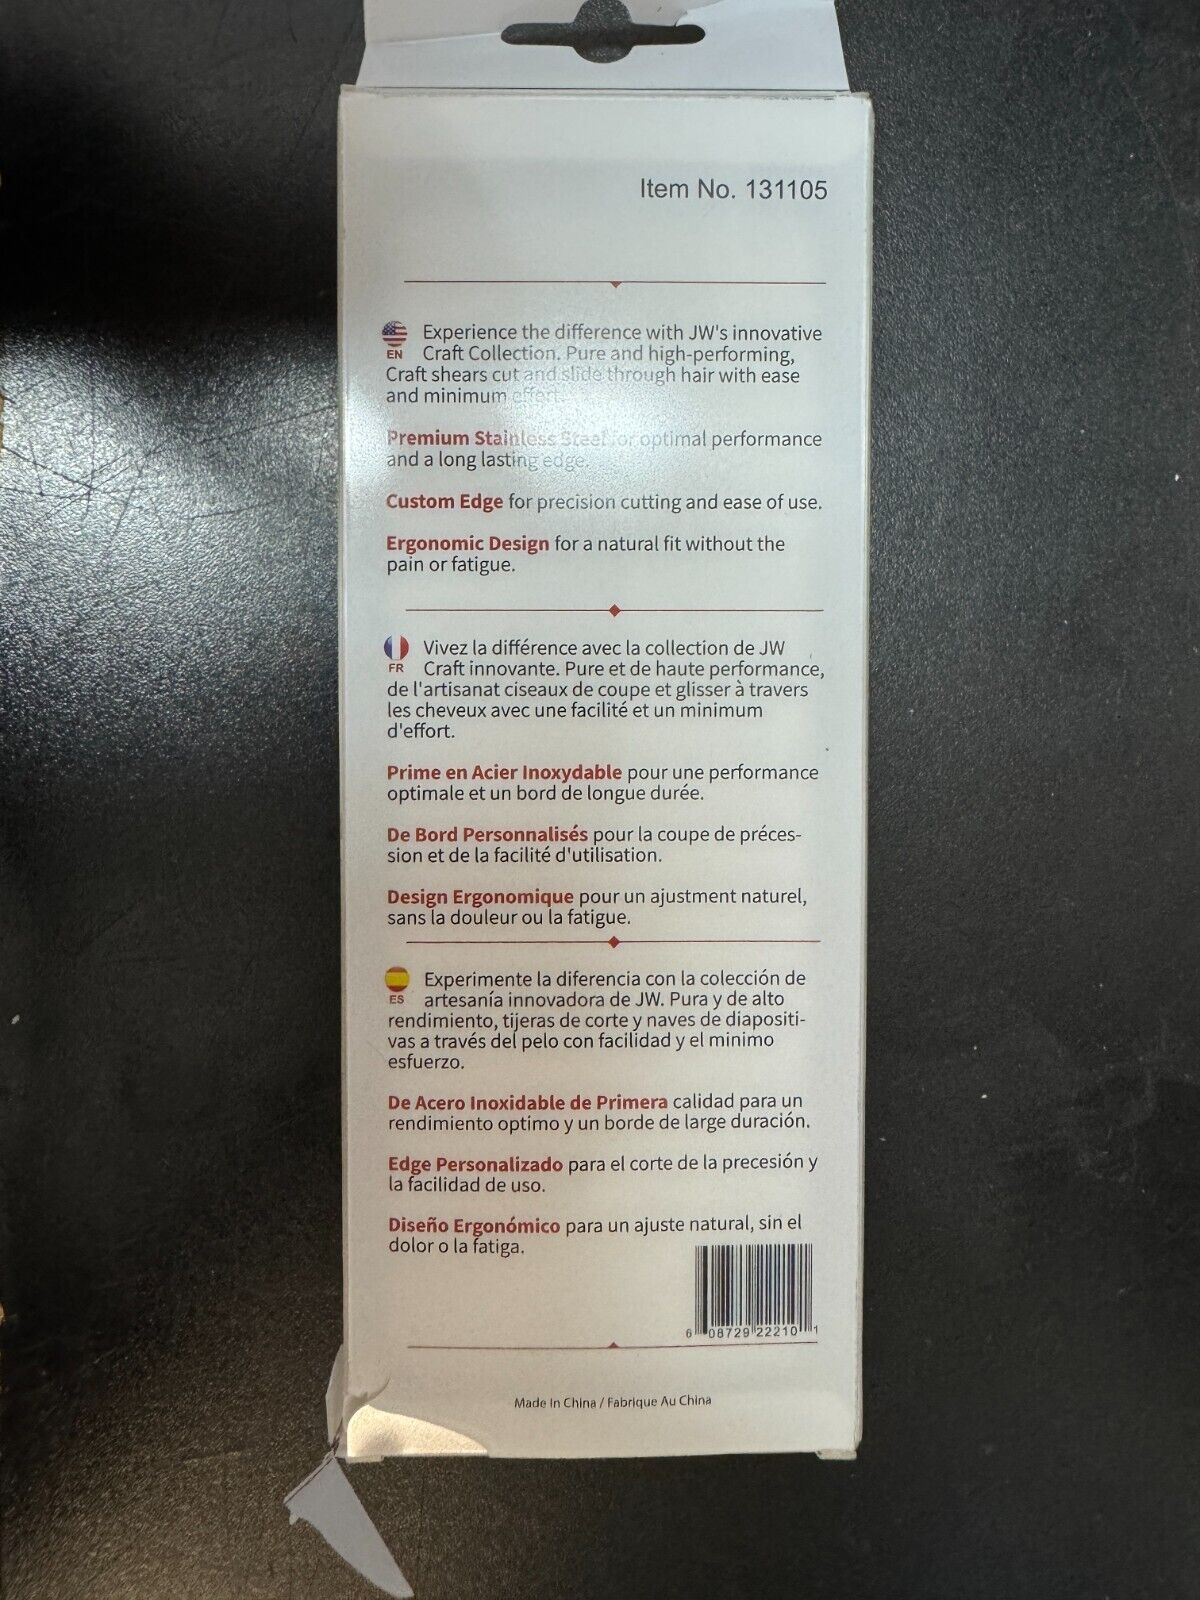 Item No. 131105
Experience the difference with JW's innovative
EN Craft Collection. Pure and high-performing,
Craft shears cut and slide through hair with ease
and minimum effort.
Premium Stainless Steel for optimal performance
and a long lasting edge.
Custom Edge for precision cutting and ease of use.
Ergonomic Design for a natural fit without the
pain or fatigue.
Vivez la différence avec la collection de JW
FR Craft innovante. Pure et de haute performance,
de l'artisanat ciseaux de coupe et glisser à travers
les cheveux avec une facilité et un minimum
d'effort.
Prime en Acier Inoxydable pour une performance
optimale et un bord de longue durée.
De Bord Personnalisés pour la coupe de préces-
sion et de la facilité d'utilisation.
Design Ergonomique pour un ajustment naturel,
sans la douleur ou la fatigue.
Experimente la diferencia con la colección de
ES artesanía innovadora de JW. Pura y de alto
rendimiento, tijeras de corte y naves de diapositi-
vas a través del pelo con facilidad y el minimo
esfuerzo.
De Acero Inoxidable de Primera calidad para un
rendimiento optimo y un borde de large duración.
Edge Personalizado para el corte de la precesión y
la facilidad de uso.
Diseño Ergonómico para un ajuste natural, sin el
dolor o la fatiga.
6 08729 22210 1
Made In China / Fabrique Au China